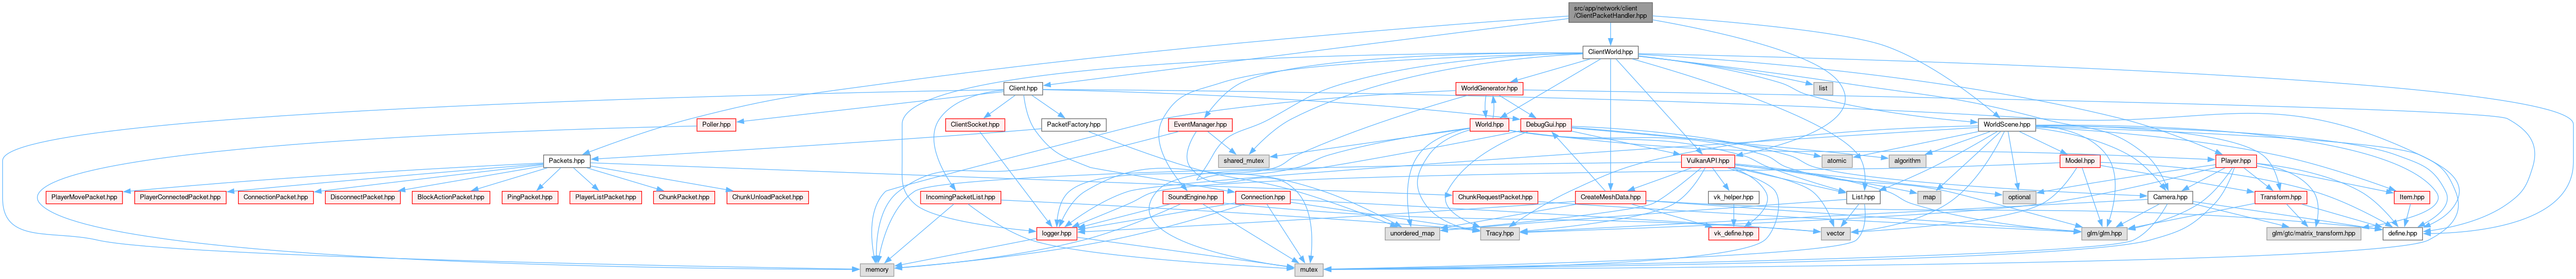 src/app/network/client
/ClientPacketHandler.hpp
ClientWorld.hpp
Client.hpp
WorldGenerator.hpp
list
Poller.hpp
ClientSocket.hpp
PacketFactory.hpp
EventManager.hpp
World.hpp
DebugGui.hpp
WorldScene.hpp
Packets.hpp
shared_mutex
VulkanAPI.hpp
atomic
algorithm
Model.hpp
Player.hpp
PlayerMovePacket.hpp
PlayerConnectedPacket.hpp
ConnectionPacket.hpp
DisconnectPacket.hpp
BlockActionPacket.hpp
PingPacket.hpp
PlayerListPacket.hpp
ChunkPacket.hpp
ChunkUnloadPacket.hpp
IncomingPacketList.hpp
SoundEngine.hpp
Connection.hpp
ChunkRequestPacket.hpp
CreateMeshData.hpp
vk_helper.hpp
List.hpp
map
optional
Camera.hpp
Transform.hpp
Item.hpp
logger.hpp
unordered_map
Tracy.hpp
vk_define.hpp
vector
glm/glm.hpp
glm/gtc/matrix_transform.hpp
define.hpp
memory
mutex